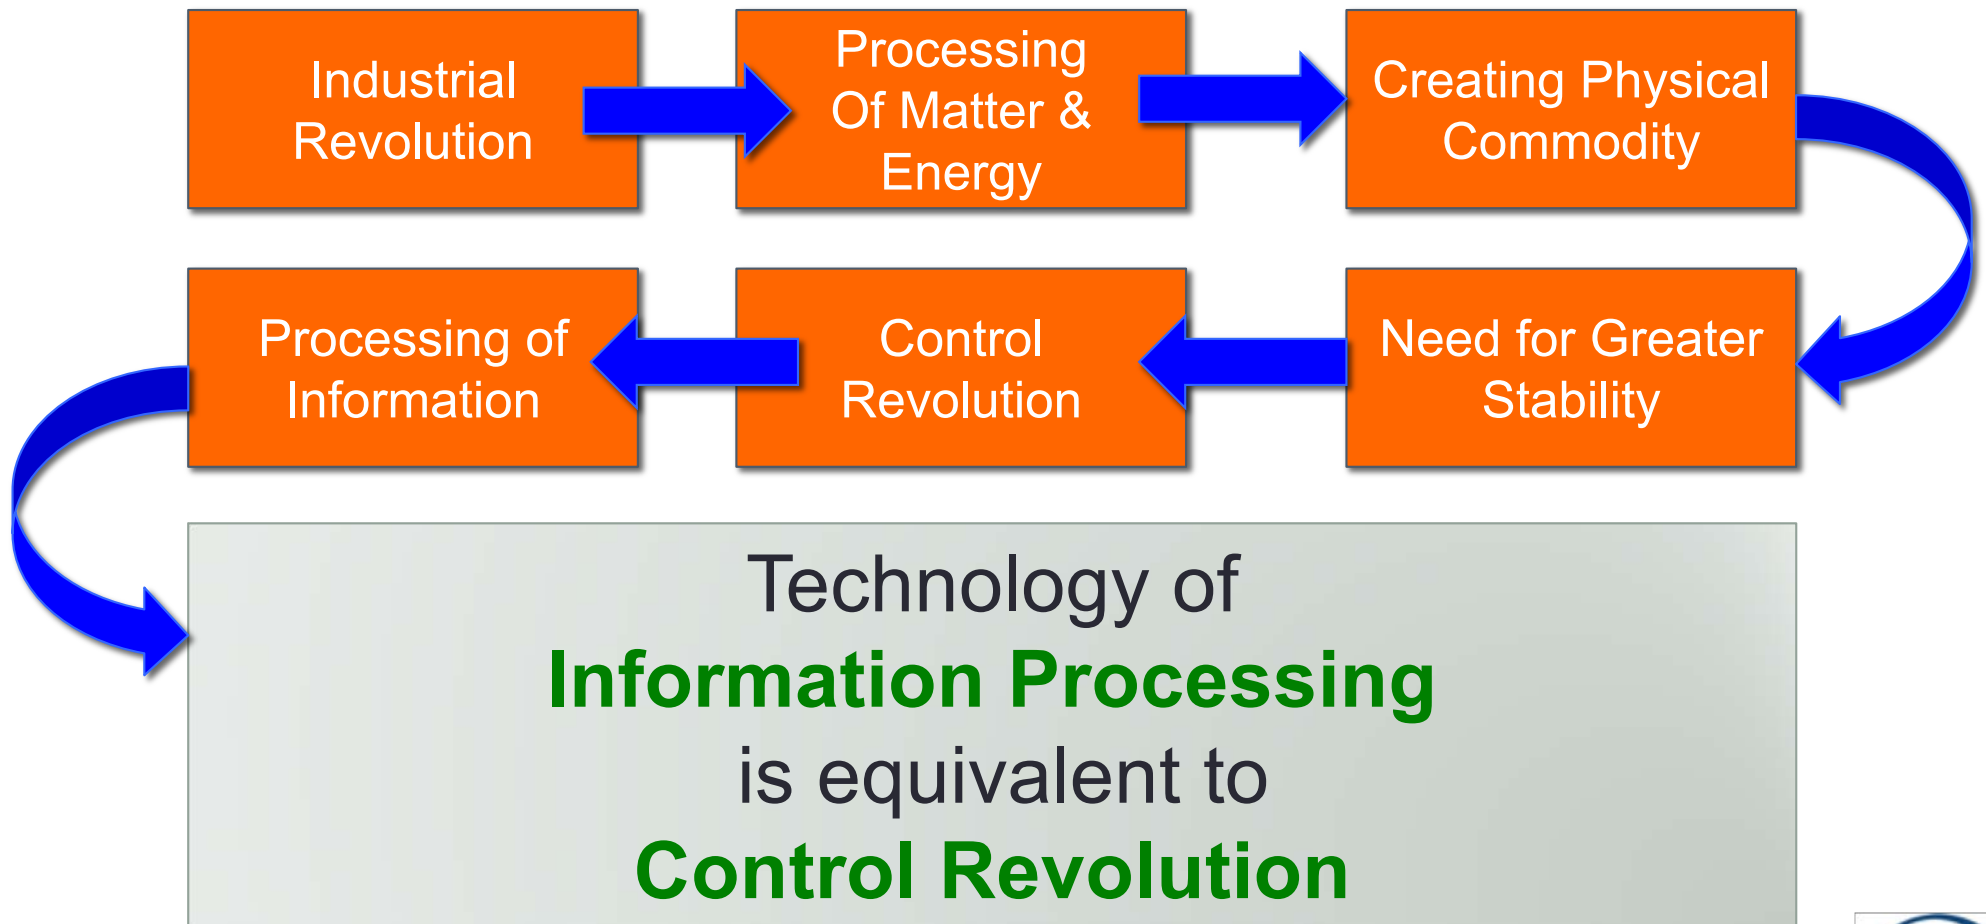 Industrial
Revolution
Processing
Of Matter &
Energy
Creating Physical
Commodity
Need for Greater
Stability
Control
Revolution
Processing of
Information
Technology of
Information Processing
is equivalent to
Control Revolution